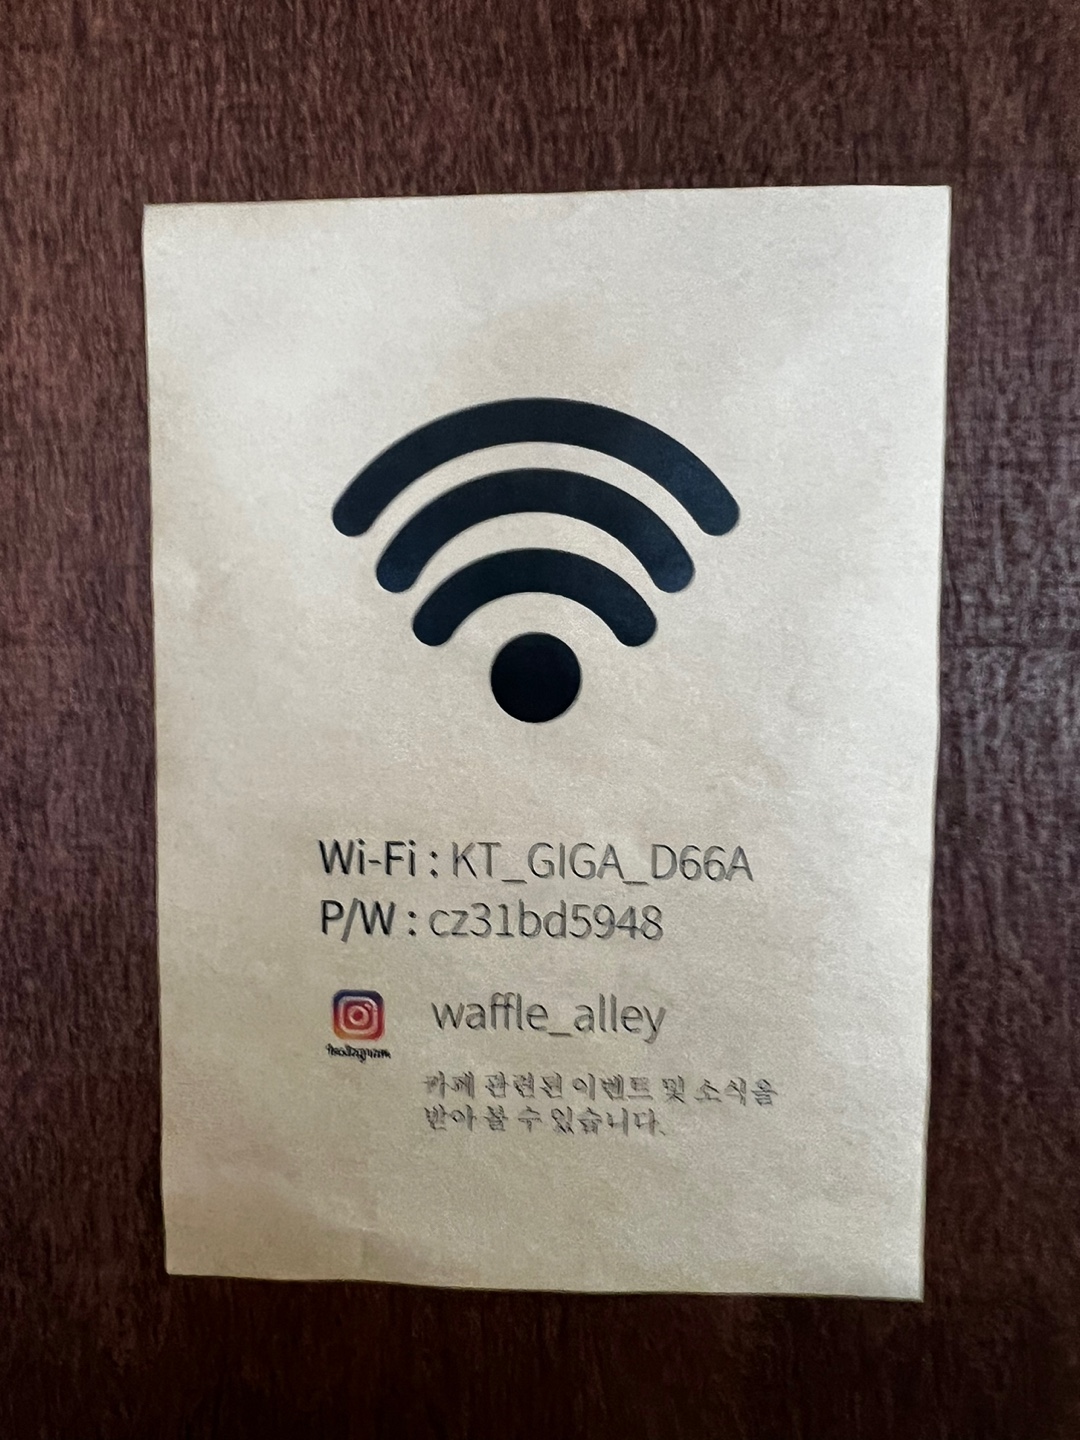 Wi-Fi : KT_GIGA_D66A
P/W : cz31bd5948
waffle_alley
Instagram
카페 관련된 이벤트 및 소식을
받아 볼 수 있습니다.